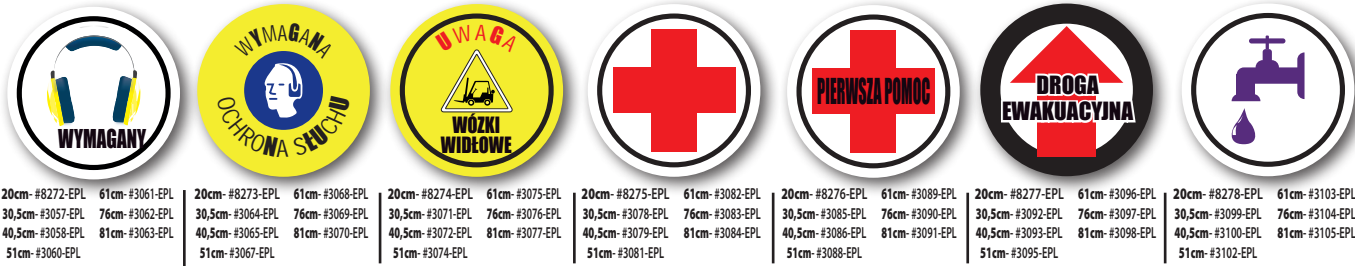 WYMAGANY
WYMAGANA
OCHRONA SŁUCHU
UWAGA
WÓZKI
WIDŁOWE
PIERWSZA POMOC
DROGA
EWAKUACYJNA
20cm- #8272-EPL 61cm- #3061-EPL
30,5cm- #3057-EPL 76cm- #3062-EPL
40,5cm- #3058-EPL 81cm- #3063-EPL
51cm- #3060-EPL
20cm- #8273-EPL 61cm- #3068-EPL
30,5cm- #3064-EPL 76cm- #3069-EPL
40,5cm- #3065-EPL 81cm- #3070-EPL
51cm- #3067-EPL
20cm- #8274-EPL 61cm- #3075-EPL
30,5cm- #3071-EPL 76cm- #3076-EPL
40,5cm- #3072-EPL 81cm- #3077-EPL
51cm- #3074-EPL
20cm- #8275-EPL 61cm- #3082-EPL
30,5cm- #3078-EPL 76cm- #3083-EPL
40,5cm- #3079-EPL 81cm- #3084-EPL
51cm- #3081-EPL
20cm- #8276-EPL 61cm- #3089-EPL
30,5cm- #3085-EPL 76cm- #3090-EPL
40,5cm- #3086-EPL 81cm- #3091-EPL
51cm- #3088-EPL
20cm- #8277-EPL 61cm- #3096-EPL
30,5cm- #3092-EPL 76cm- #3097-EPL
40,5cm- #3093-EPL 81cm- #3098-EPL
51cm- #3095-EPL
20cm- #8278-EPL 61cm- #3103-EPL
30,5cm- #3099-EPL 76cm- #3104-EPL
40,5cm- #3100-EPL 81cm- #3105-EPL
51cm- #3102-EPL